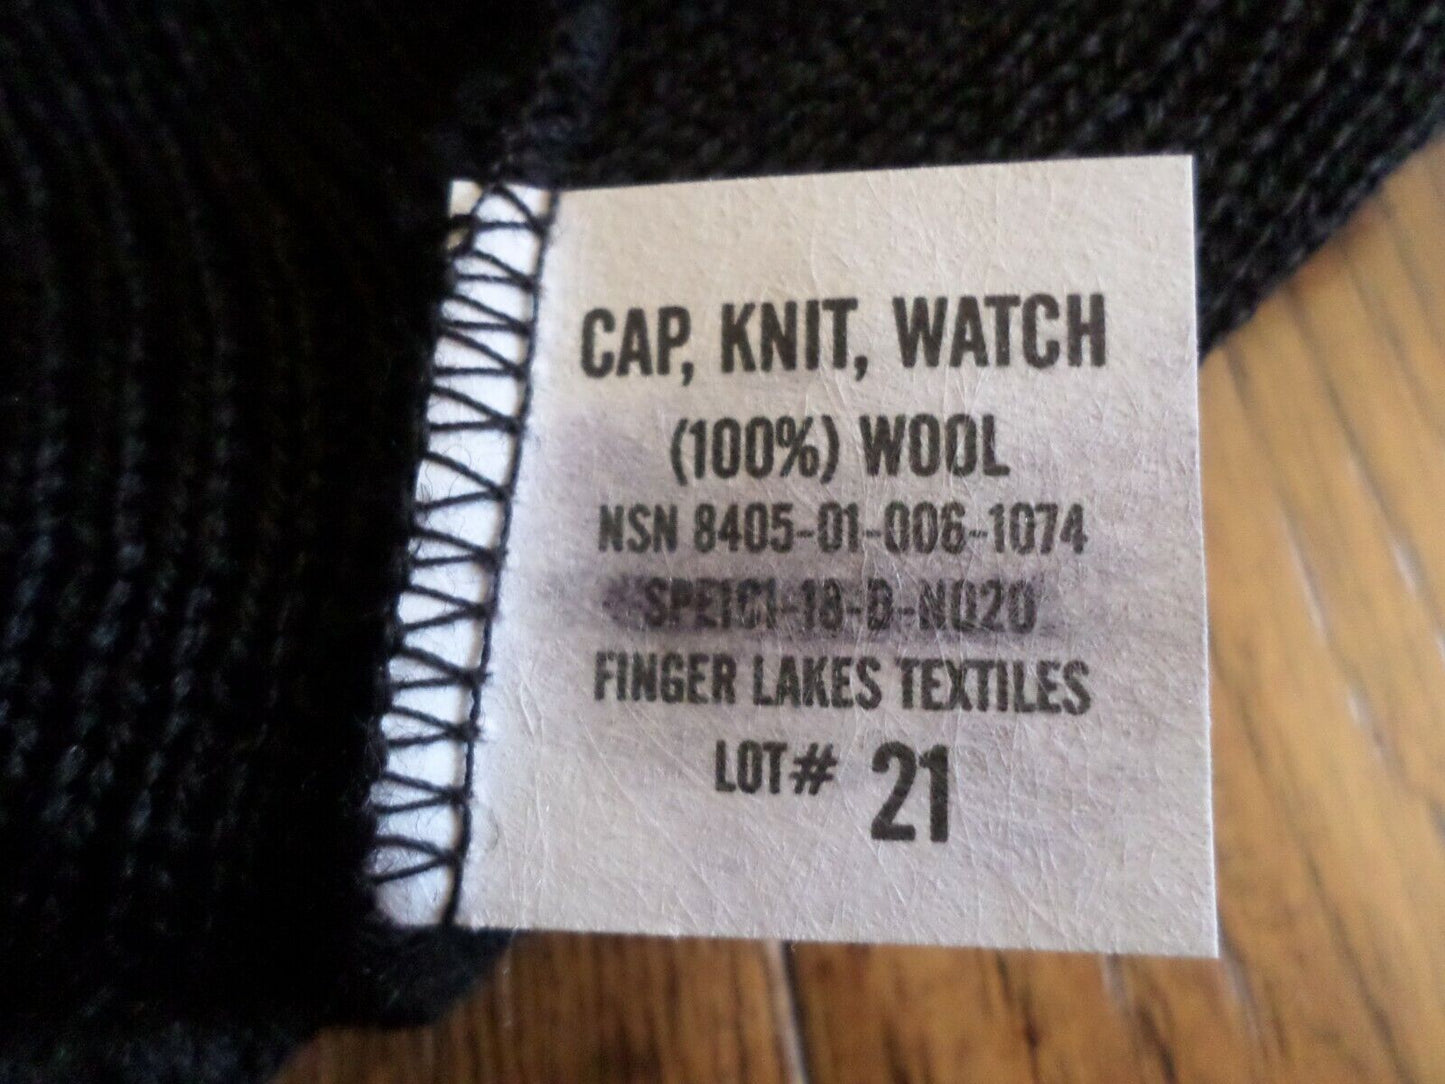 CAP, KNIT, WATCH
(100%) WOOL
NSN 8405-01-006-1074
SPE1C1-18-D-N020
FINGER LAKES TEXTILES
LOT# 21